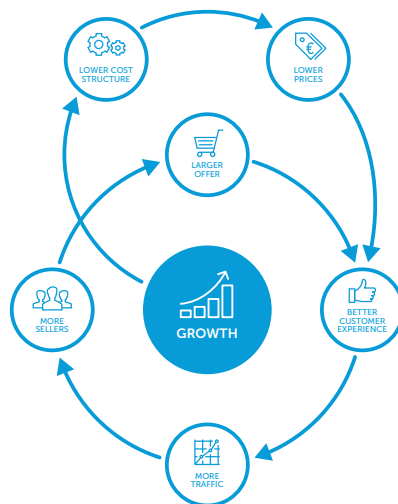 LOWER COST
STRUCTURE
€
LOWER
PRICES
LARGER
OFFER
MORE
SELLERS
GROWTH
BETTER
CUSTOMER
EXPERIENCE
MORE
TRAFFIC